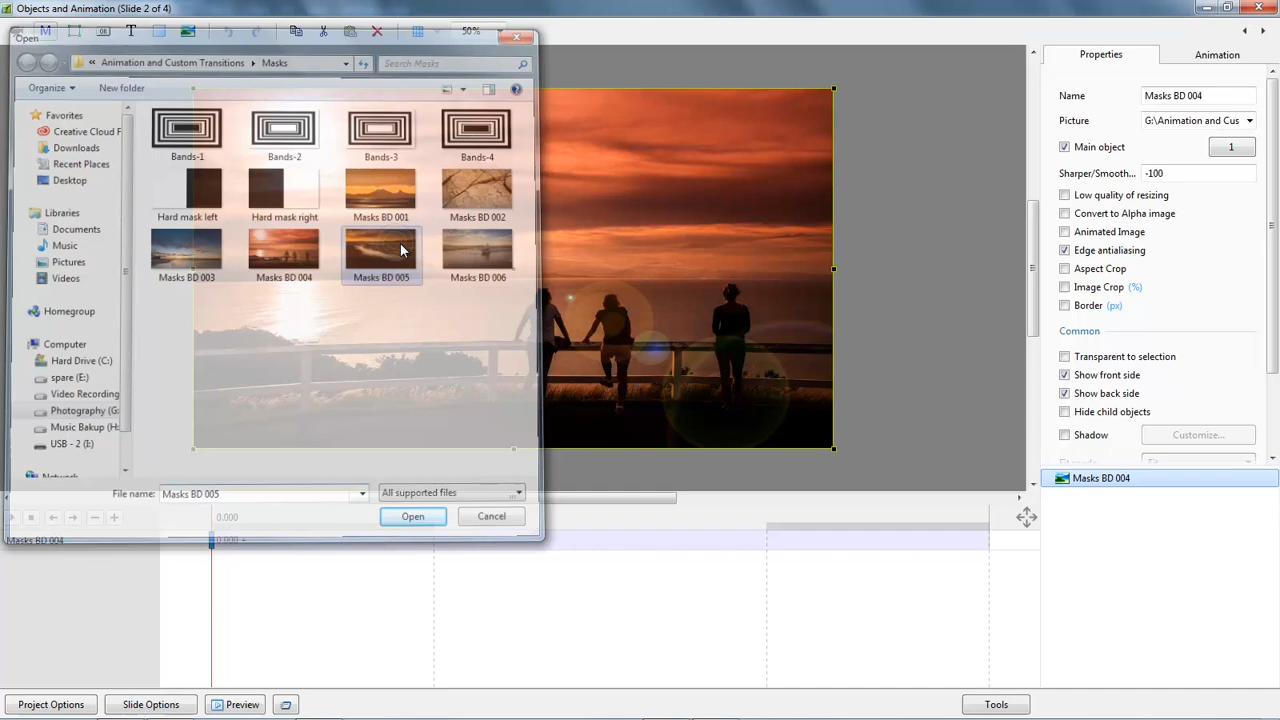 Objects and Animation (Slide 2 of 4)
M
OK
T
50%
Open
Animation and Custom Transitions
Masks
Search Masks
Organize
New folder
Favorites
Creative Cloud F
Downloads
Recent Places
Desktop
Libraries
Documents
Music
Pictures
Videos
Homegroup
Computer
Hard Drive (C:)
spare (E:)
Video Recording
Photography (G:
Music Bakup (H:
USB - 2 (I:)
Network
Bands-1
Bands-2
Bands-3
Bands-4
Hard mask left
Hard mask right
Masks BD 001
Masks BD 002
Masks BD 003
Masks BD 004
Masks BD 005
Masks BD 006
File name:
Masks BD 005
All supported files
Open
Cancel
0.000
Masks BD 004
0.000
Properties
Animation
Name
Masks BD 004
Picture
G:\Animation and Cus
Main object
1
Sharper/Smooth...
-100
Low quality of resizing
Convert to Alpha image
Animated Image
Edge antialiasing
Aspect Crop
Image Crop (%)
Border (px)
Common
Transparent to selection
Show front side
Show back side
Hide child objects
Shadow
Customize...
Masks BD 004
Project Options
Slide Options
Preview
Tools